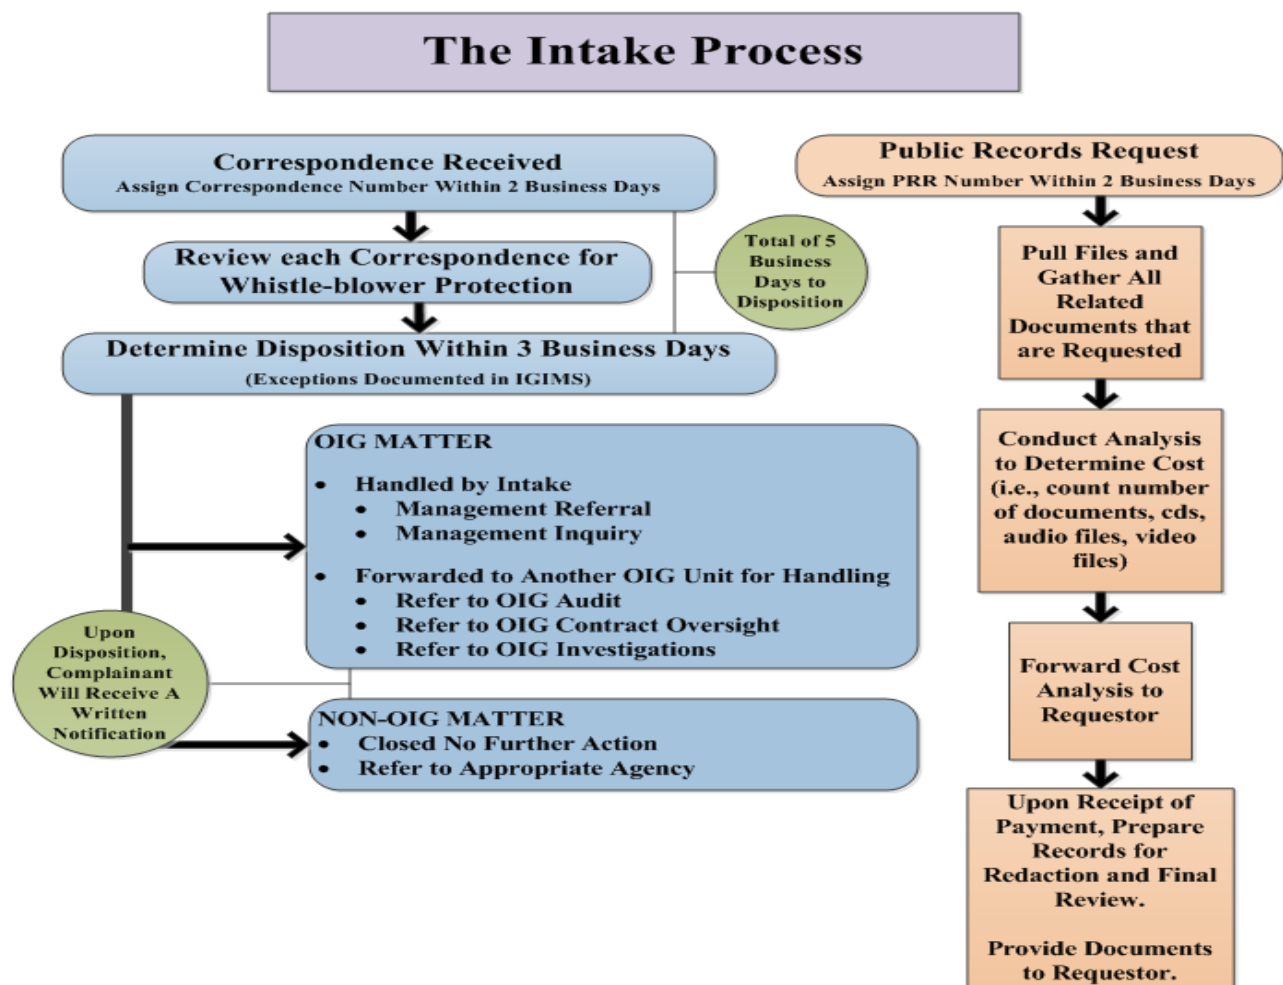 The Intake Process
Correspondence Received
Assign Correspondence Number Within 2 Business Days
Review each Correspondence for
Whistle-blower Protection
Determine Disposition Within 3 Business Days
(Exceptions Documented in IGIMS)
Total of 5
Business
Days to
Disposition
OIG MATTER
• Handled by Intake
• Management Referral
• Management Inquiry
• Forwarded to Another OIG Unit for Handling
• Refer to OIG Audit
• Refer to OIG Contract Oversight
• Refer to OIG Investigations
Upon
Disposition,
Complainant
Will Receive A
Written
Notification
NON-OIG MATTER
• Closed No Further Action
• Refer to Appropriate Agency
Public Records Request
Assign PRR Number Within 2 Business Days
Pull Files and
Gather All
Related
Documents that
are Requested
Conduct Analysis
to Determine Cost
(i.e., count number
of documents, cds,
audio files, video
files)
Forward Cost
Analysis to
Requestor
Upon Receipt of
Payment, Prepare
Records for
Redaction and Final
Review.
Provide Documents
to Requestor.